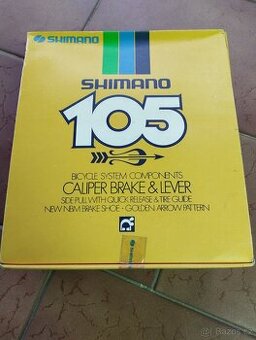 SHIMANO
SHIMANO
105
BICYCLE SYSTEM COMPONENTS
CALIPER BRAKE & LEVER
SIDE PULL WITH QUICK RELEASE & TIRE GUIDE
NEW NBM BRAKE SHOE · GOLDEN ARROW PATTERN